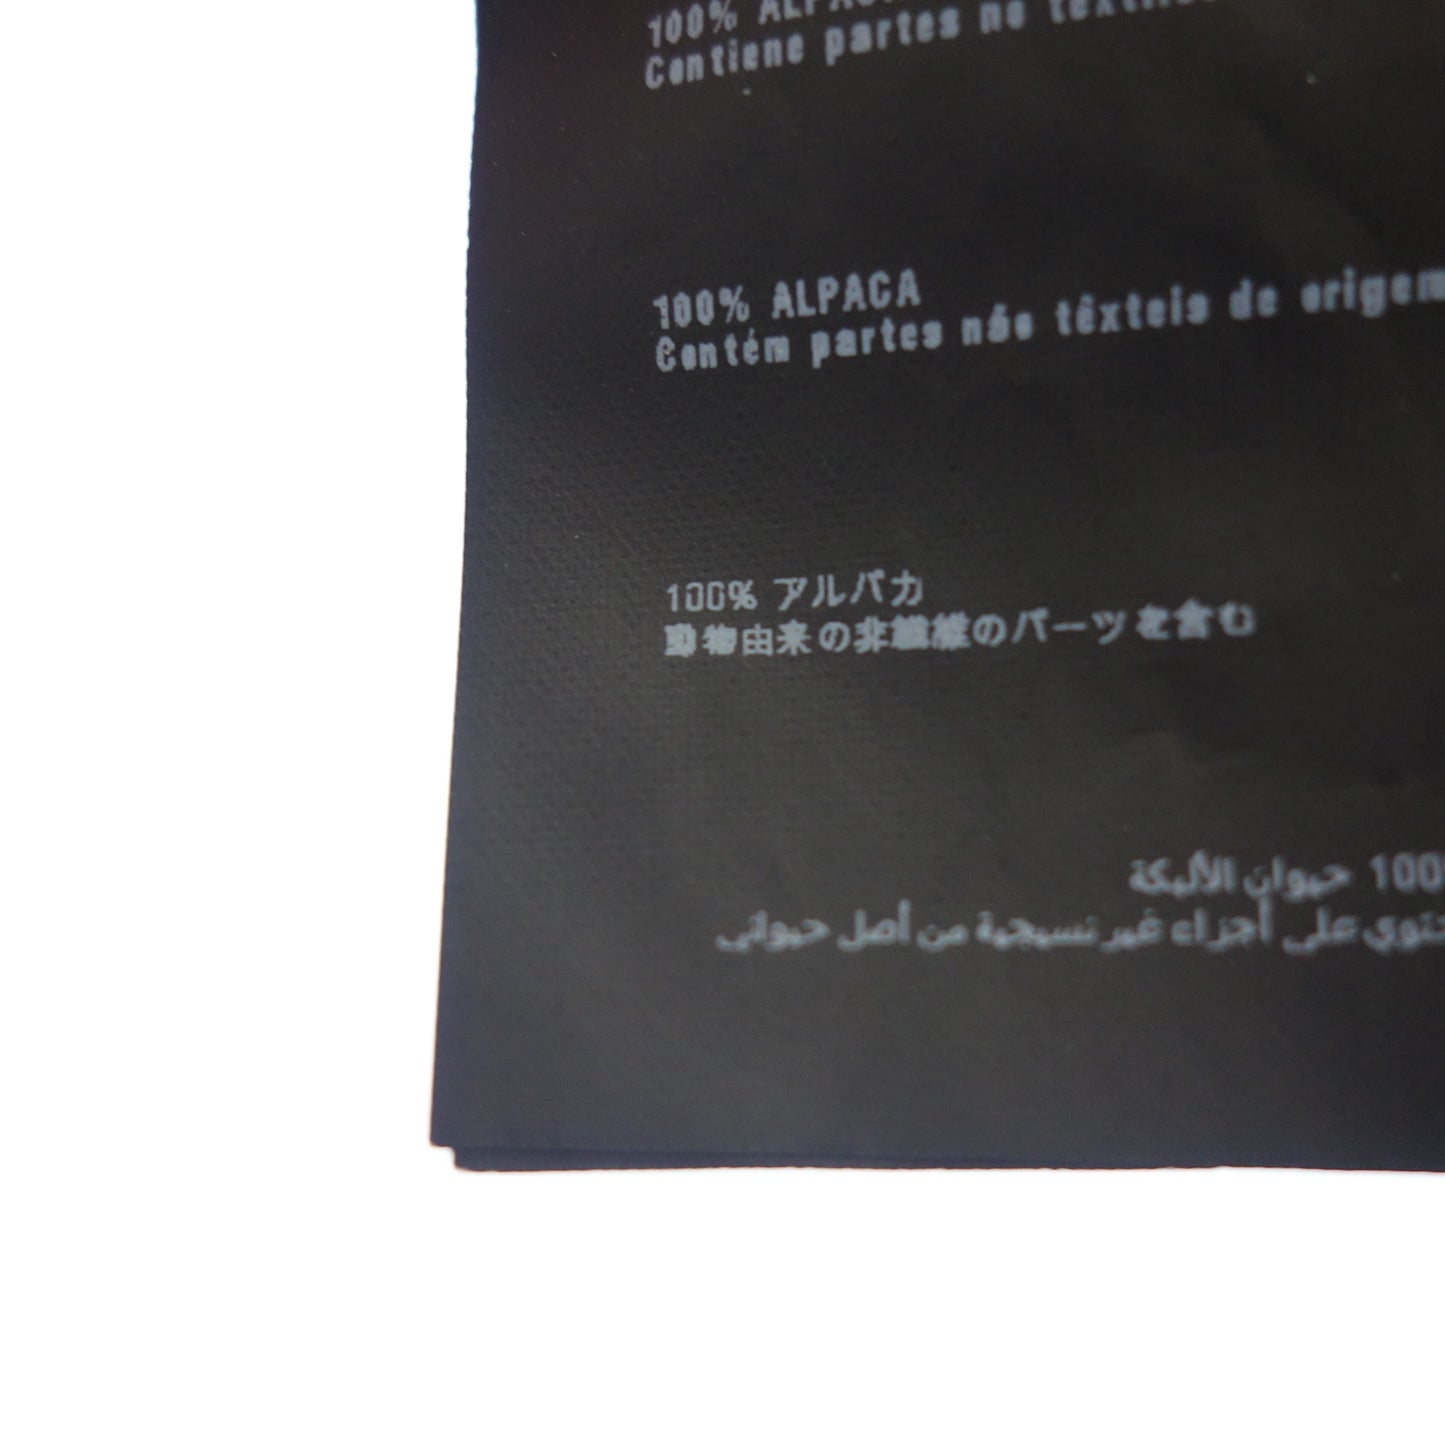 100%
Contiene partes no
100% ALPACA
Contém partes não têxteis de origem
100% アルパカ
動物由来の非繊維のパーツを含む
حيوان الألبكة 100
على أجزاء غير نسيجية من أصل حيواني